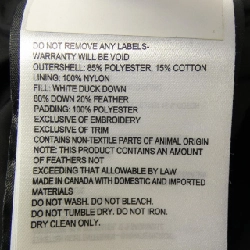 DO NOT REMOVE ANY LABELS-
WARRANTY WILL BE VOID
OUTERSHELL: 85% POLYESTER, 15% COTTON
LINING: 100% NYLON
FILL: WHITE DUCK DOWN
80% DOWN 20% FEATHER
PADDING: 100% POLYESTER
EXCLUSIVE OF EMBROIDERY
EXCLUSIVE OF TRIM
CONTAINS NON-TEXTILE PARTS OF ANIMAL ORIGIN
NOTE: THIS PRODUCT CONTAINS AN AMOUNT
OF FEATHERS NOT
EXCEEDING THAT ALLOWABLE BY LAW
MADE IN CANADA WITH DOMESTIC AND IMPORTED
MATERIALS
DO NOT WASH. DO NOT BLEACH.
DO NOT TUMBLE DRY. DO NOT IRON.
DRY CLEAN ONLY.